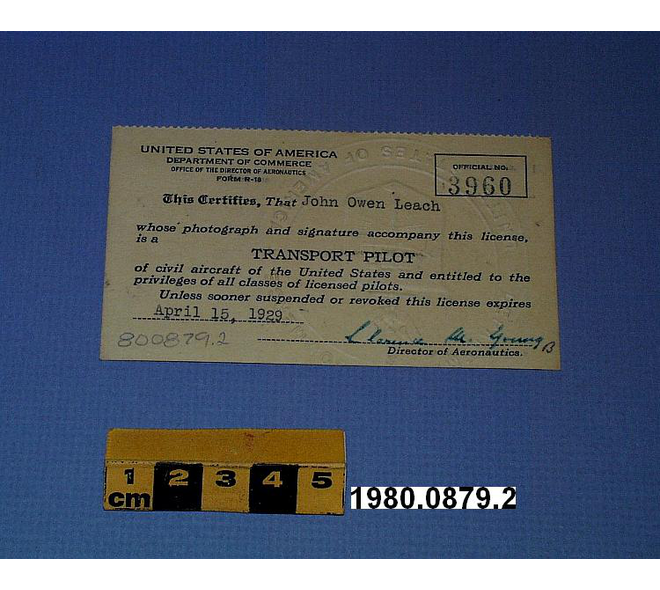 UNITED STATES OF AMERICA
DEPARTMENT OF COMMERCE
OFFICE OF THE DIRECTOR OF AERONAUTICS
FORM R-18
OFFICIAL NO.
3960
This Certifies, That John Owen Leach
whose photograph and signature accompany this license,
is a
TRANSPORT PILOT
of civil aircraft of the United States and entitled to the
privileges of all classes of licensed pilots.
Unless sooner suspended or revoked this license expires
April 15, 1929
800879.2
Clarence M. Young
Director of Aeronautics.
1 2 3 4 5
cm
1980.0879.2